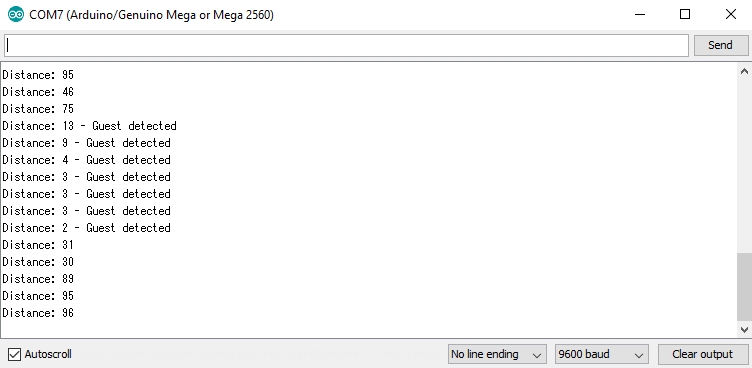 COM7 (Arduino/Genuino Mega or Mega 2560)
Send
Distance: 95
Distance: 46
Distance: 75
Distance: 13 - Guest detected
Distance: 9 - Guest detected
Distance: 4 - Guest detected
Distance: 3 - Guest detected
Distance: 3 - Guest detected
Distance: 3 - Guest detected
Distance: 2 - Guest detected
Distance: 31
Distance: 30
Distance: 89
Distance: 95
Distance: 96
Autoscroll No line ending 9600 baud Clear output